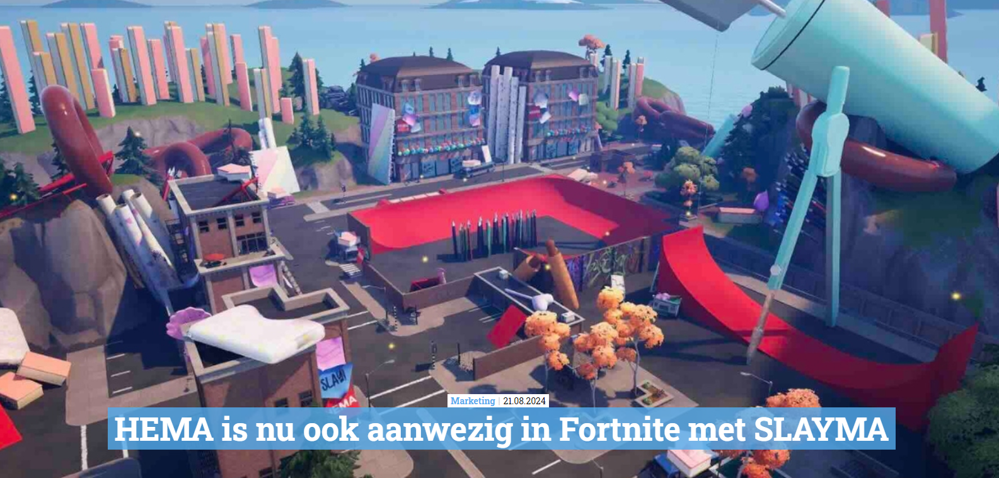 SLAY!
HEMA
Marketing | 21.08.2024
HEMA is nu ook aanwezig in Fortnite met SLAYMA